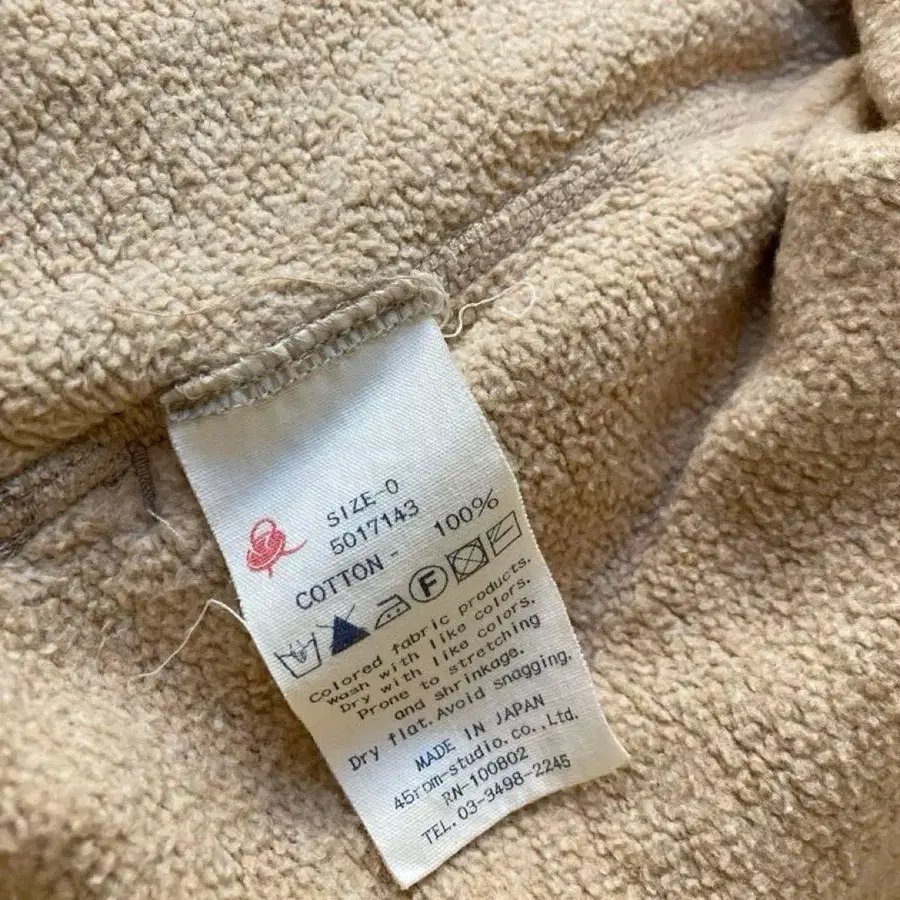 SIZE-0
5017143
COTTON - 100%
F
Colored fabric products.
wash with like colors.
Dry with like colors.
Prone to stretching
and shrinkage.
Dry flat. Avoid snagging.
MADE IN JAPAN
45rpm-studio.co.,Ltd.
RN-100802
TEL.03-3498-2245